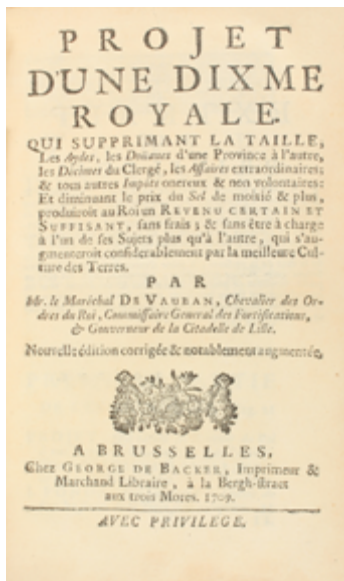 PROJET
D'UNE DIXME
ROYALE.
QUI SUPPRIMANT LA TAILLE,
Les Aydes, les Doüanes d'une Province à l'autre,
les Décimes du Clergé, les Affaires extraordinaires;
& tous autres Impôts onereux & non volontaires:
Et diminuant le prix du Sel de moitié & plus,
produiroit au Roi un REVENU CERTAIN ET
SUFFISANT, sans frais; & sans être à charge
à l'un de ses Sujets plus qu'à l'autre, qui s'au-
gmenteroit considerablement par la meilleure Cul-
ture des Terres.
PAR
Mr. le Maréchal DE VAUBAN, Chevalier des Or-
dres du Roi, Commissaire General des Fortifications,
& Gouverneur de la Citadelle de Lille.
Nouvelle édition corrigée & notablement augmentée,
A BRUSSELLES,
Chez GEORGE DE BACKER, Imprimeur &
Marchand Libraire, à la Bergh-straet
aux trois Mores. 1709.
AVEC PRIVILEGE.